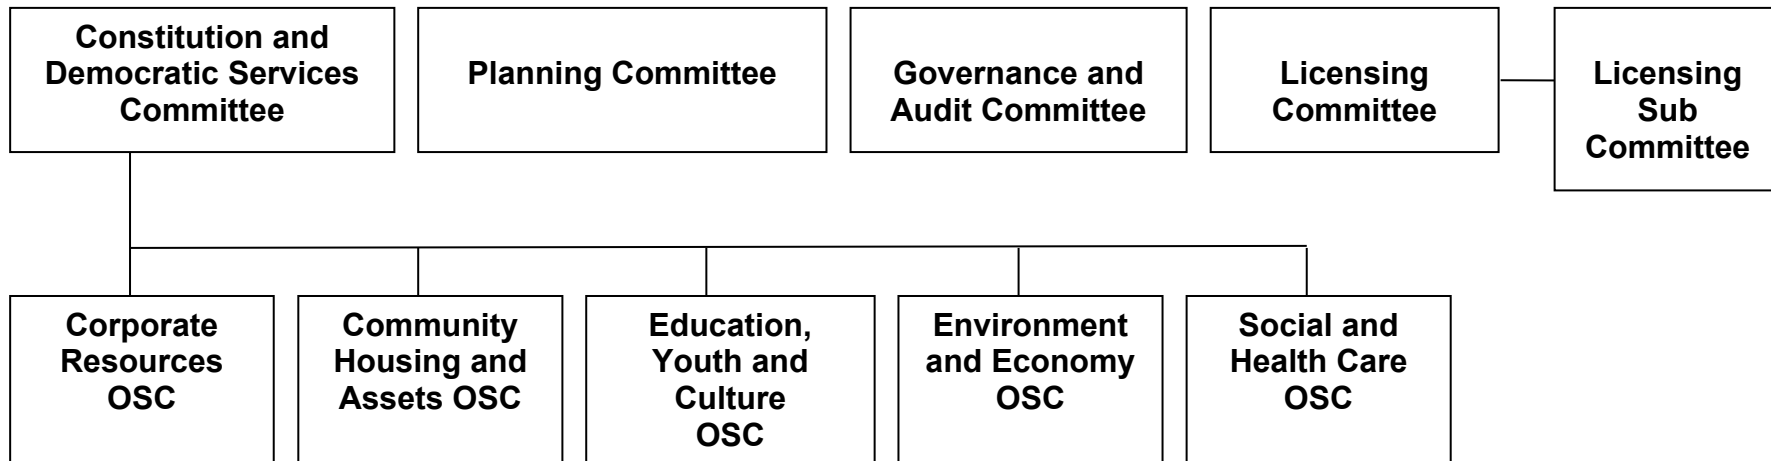 Constitution and
Democratic Services
Committee
Planning Committee
Governance and
Audit Committee
Licensing
Committee
Licensing
Sub
Committee
Corporate
Resources
OSC
Community
Housing and
Assets OSC
Education,
Youth and
Culture
OSC
Environment
and Economy
OSC
Social and
Health Care
OSC